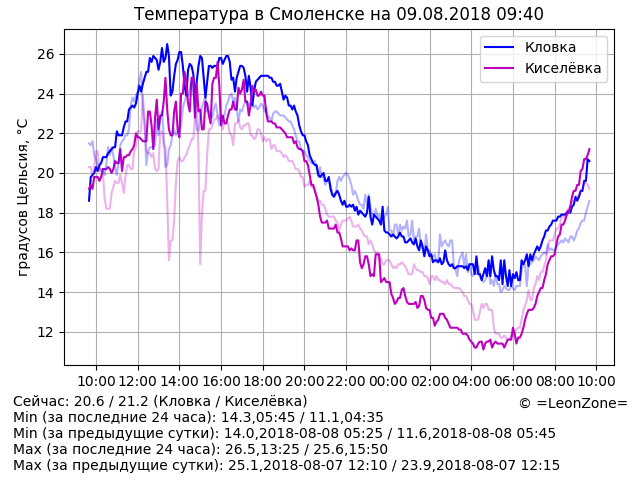 Температура в Смоленске на 09.08.2018 09:40
градусов Цельсия, °C
26
24
22
20
18
16
14
12
Кловка
Киселёвка
10:00 12:00 14:00 16:00 18:00 20:00 22:00 00:00 02:00 04:00 06:00 08:00 10:00
Сейчас: 20.6 / 21.2 (Кловка / Киселёвка)
© =LeonZone=
Min (за последние 24 часа): 14.3,05:45 / 11.1,04:35
Min (за предыдущие сутки): 14.0,2018-08-08 05:25 / 11.6,2018-08-08 05:45
Max (за последние 24 часа): 26.5,13:25 / 25.6,15:50
Max (за предыдущие сутки): 25.1,2018-08-07 12:10 / 23.9,2018-08-07 12:15